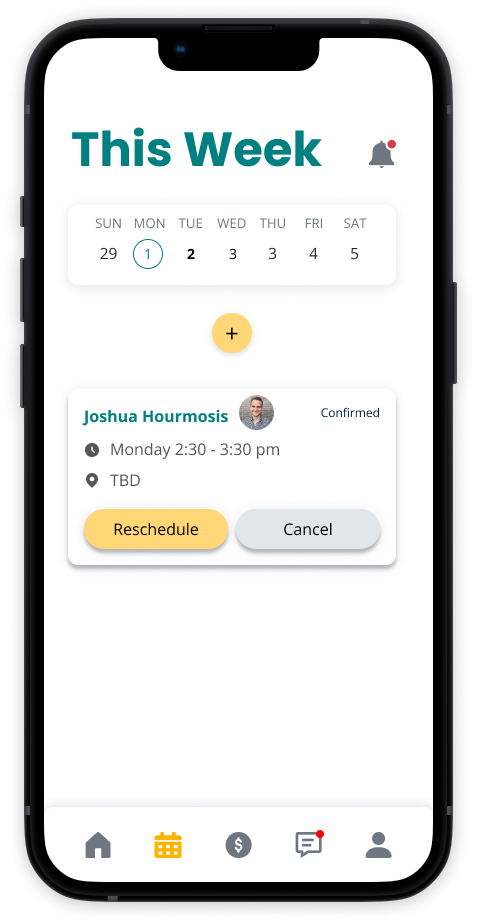 This Week
SUN MON TUE WED THU FRI SAT
29 1 2 3 3 4 5
+
Joshua Hourmosis Confirmed
Monday 2:30 - 3:30 pm
TBD
Reschedule Cancel
$